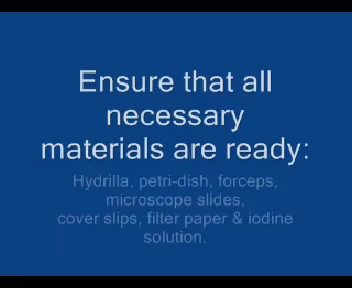 Ensure that all
necessary
materials are ready:
Hydrilla, petri-dish, forceps,
microscope slides,
cover slips, filter paper & iodine
solution.